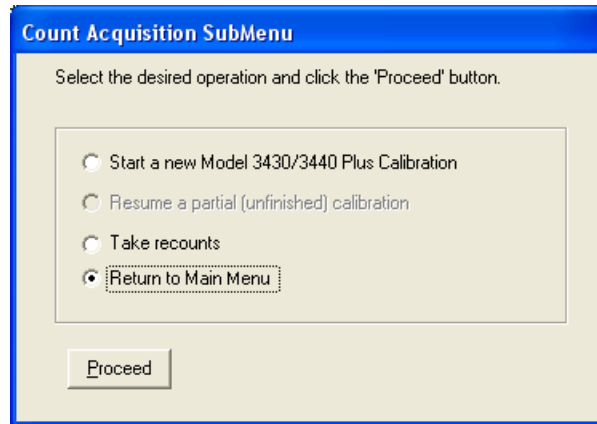 Count Acquisition SubMenu
Select the desired operation and click the 'Proceed' button.
Start a new Model 3430/3440 Plus Calibration
Resume a partial (unfinished) calibration
Take recounts
Return to Main Menu
Proceed